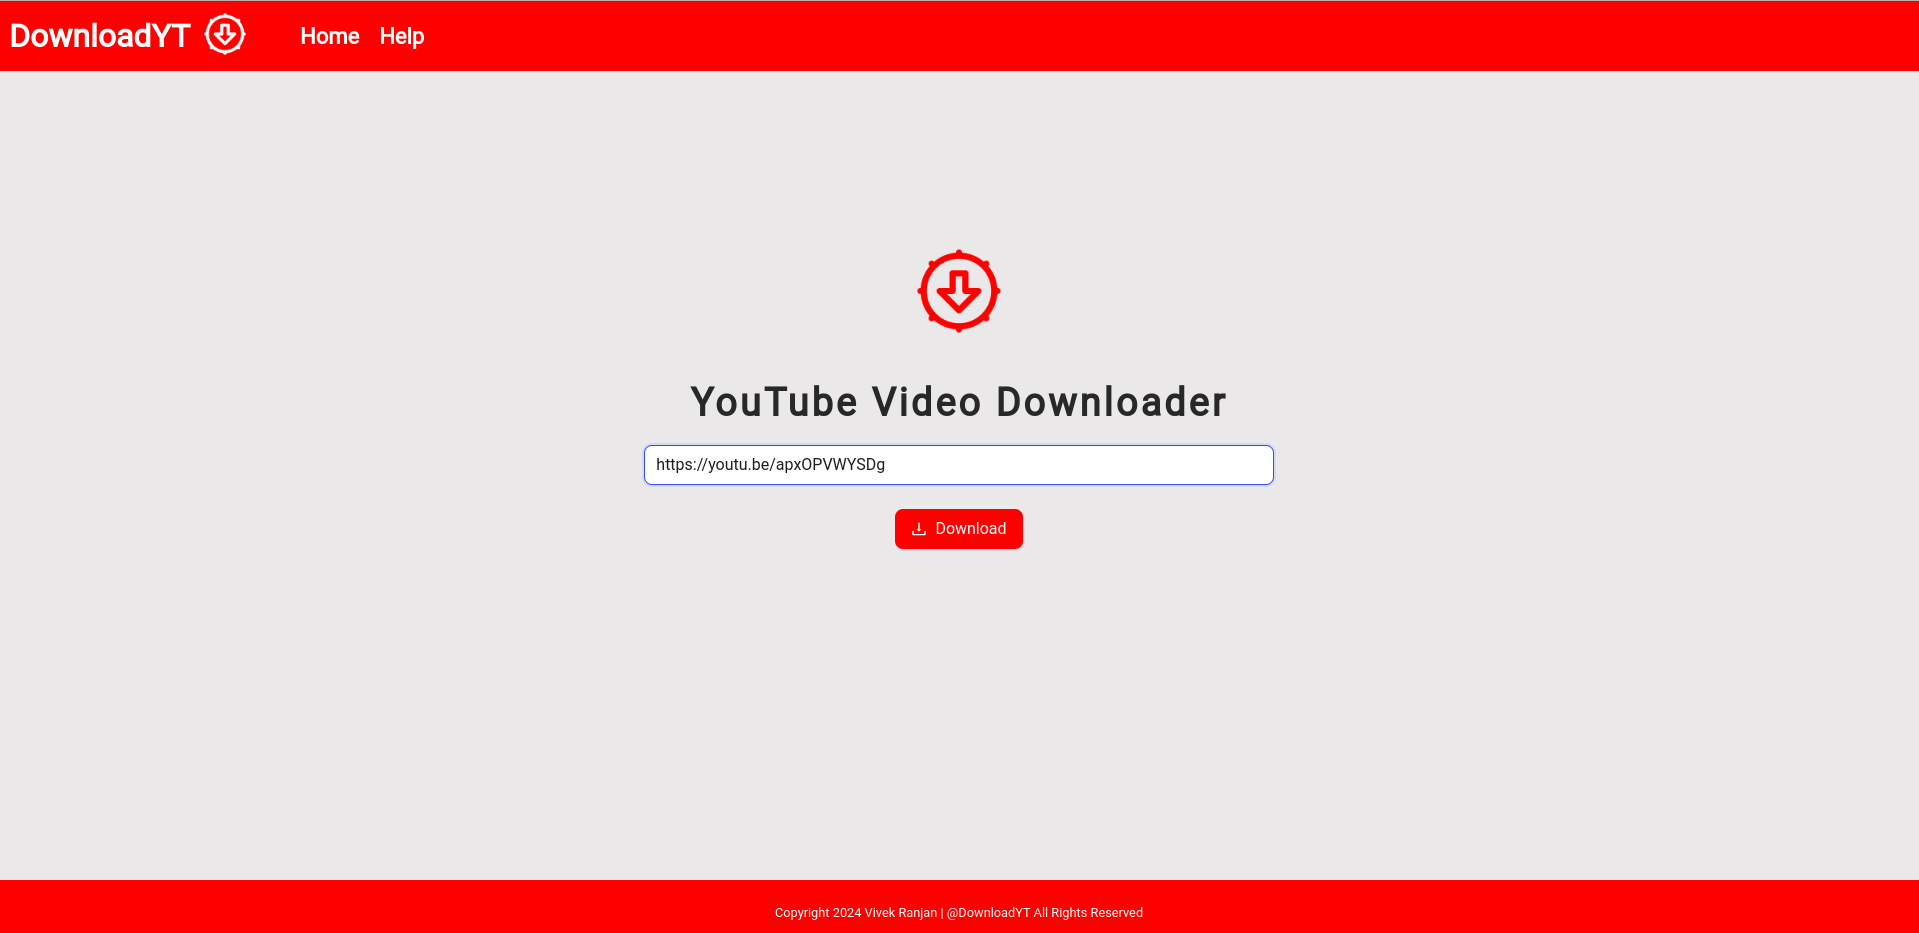 DownloadYT
Home Help
YouTube Video Downloader
https://youtu.be/apxOPVWYSDg
Download
Copyright 2024 Vivek Ranjan | @DownloadYT All Rights Reserved